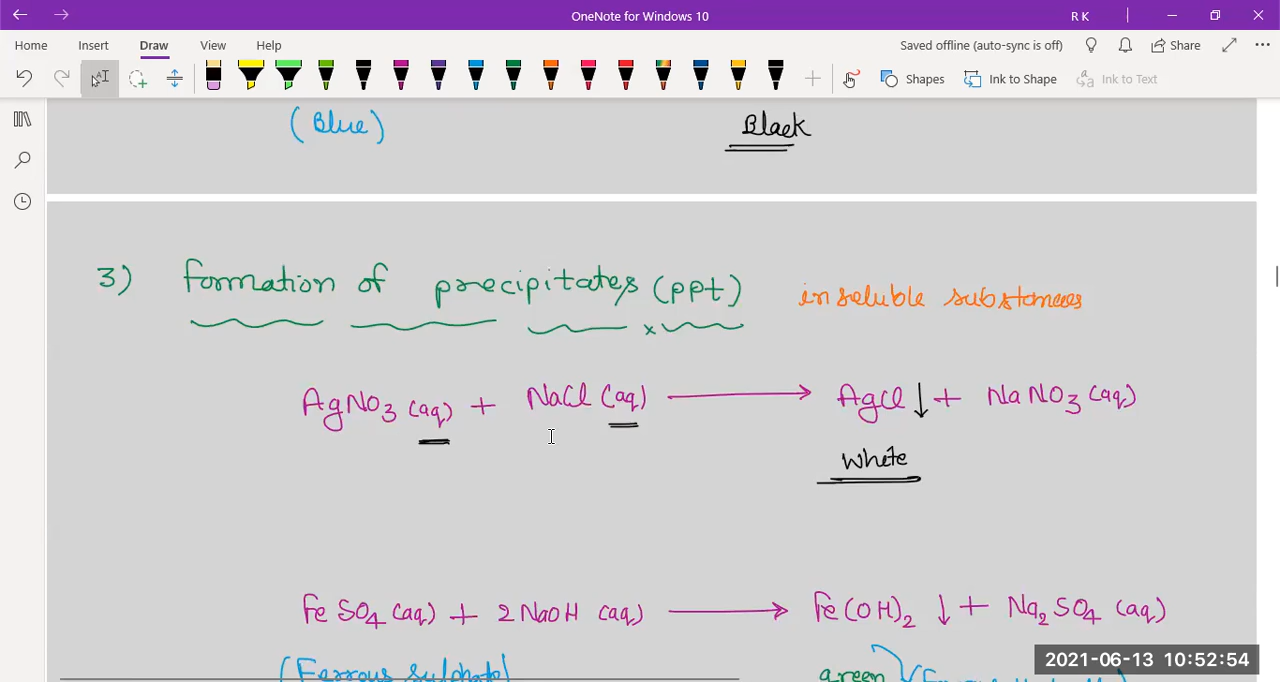 OneNote for Windows 10
R K
Home Insert Draw View Help
Saved offline (auto-sync is off) Share
Shapes Ink to Shape Ink to Text
(Blue) Black
3) Formation of precipitates (ppt) insoluble substances
AgNO3 (aq) + NaCl (aq) → AgCl ↓ + NaNO3 (aq)
White
FeSO4 (aq) + 2NaOH (aq) → Fe(OH)2 ↓ + Na2SO4 (aq)
2021-06-13 10:52:54
(Ferrous sulphate) green